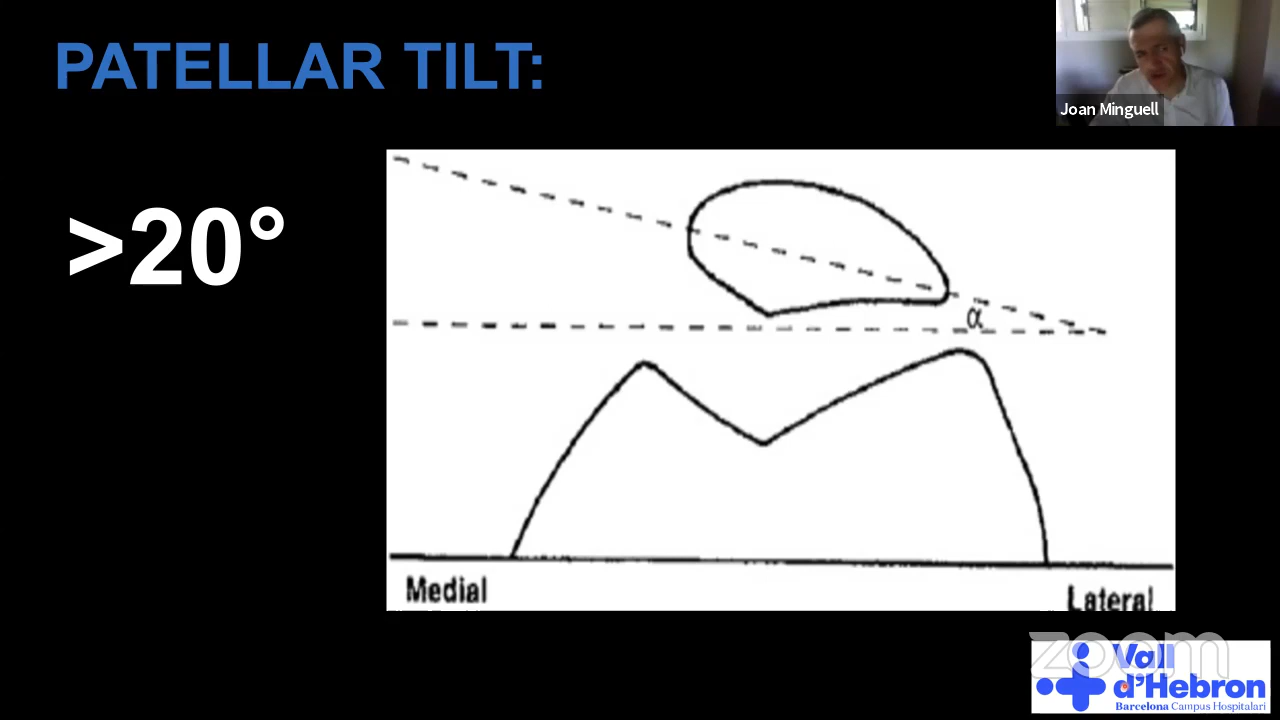 PATELLAR TILT:
Joan Minguell
>20°
α
Medial
Lateral
zoom
Vall
d'Hebron
Barcelona Campus Hospitalari